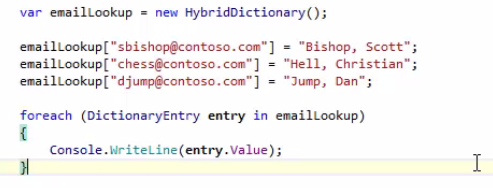 var emailLookup = new HybridDictionary();
emailLookup["sbishop@contoso.com"] = "Bishop, Scott";
emailLookup["chess@contoso.com"] = "Hell, Christian";
emailLookup["djump@contoso.com"] = "Jump, Dan";
foreach (DictionaryEntry entry in emailLookup)
{
    Console.WriteLine(entry.Value);
}